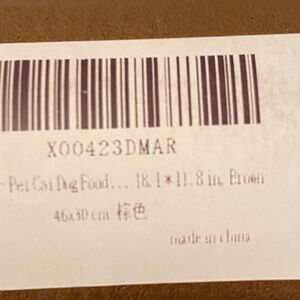 X00423DMAR
-Pet Cat Dog Food... 18.1*11.8 in, Brown
46x30 cm 棕色
made in china